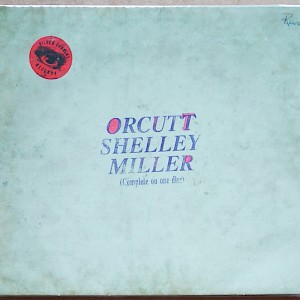 ORCUTT
SHELLEY
MILLER
(Complete on one disc)